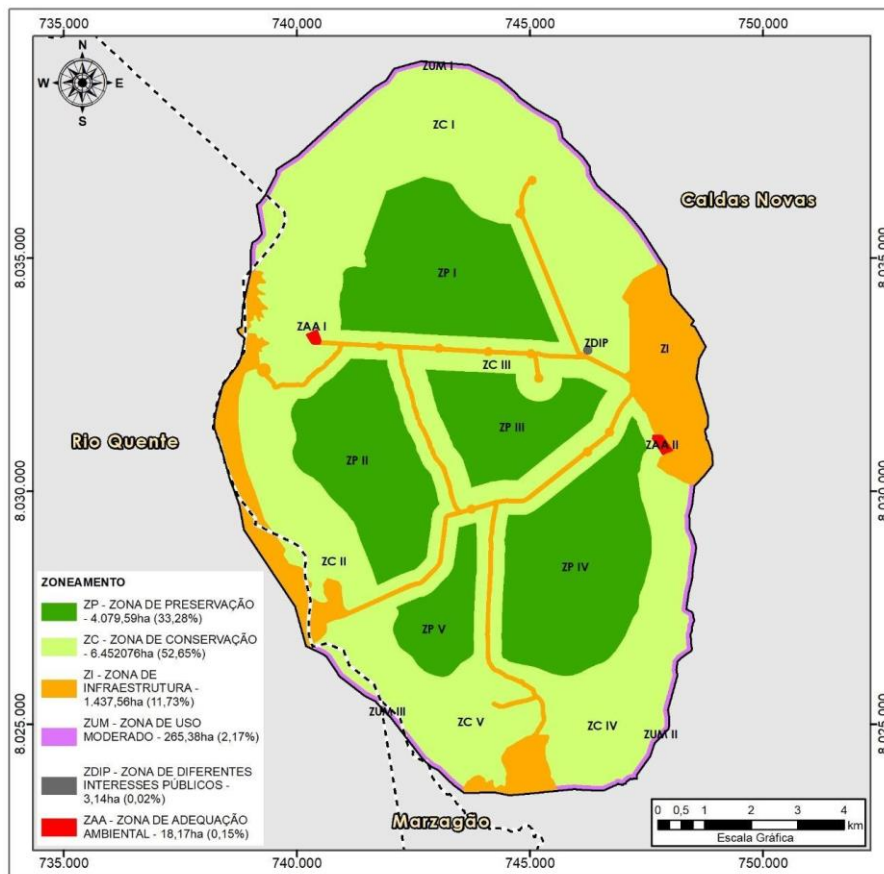 735.000 740.000 745.000 750.000
N
W E
S
ZUM I
ZC I
Caldas Novas
8.035.000 8.035.000
ZP I
ZAA I
ZDIP
ZI
ZC III
ZP III
Rio Quente
ZP II
ZAA II
8.030.000 8.030.000
ZC II
ZP IV
ZP V
ZUM III
ZC V
ZC IV
ZUM II
8.025.000 8.025.000
Marzagão
ZONEAMENTO
ZP - ZONA DE PRESERVAÇÃO
- 4.079,59ha (33,28%)
ZC - ZONA DE CONSERVAÇÃO
- 6.452076ha (52,65%)
ZI - ZONA DE
INFRAESTRUTURA -
1.437,56ha (11,73%)
ZUM - ZONA DE USO
MODERADO - 265,38ha (2,17%)
ZDIP - ZONA DE DIFERENTES
INTERESSES PÚBLICOS -
3,14ha (0,02%)
ZAA - ZONA DE ADEQUAÇÃO
AMBIENTAL - 18,17ha (0,15%)
0 0,5 1 2 3 4
km
Escala Gráfica
735.000 740.000 745.000 750.000